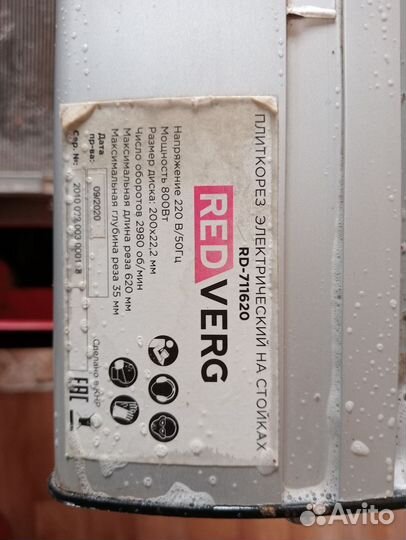 ПЛИТКОРЕЗ ЭЛЕКТРИЧЕСКИЙ НА СТОЙКАХ
RD-711620
REDVERG
Напряжение 220 В/50Гц
Мощность 800Вт
Размер диска: 200x22,2 мм
Число оборотов 2980 об/мин
Максимальная длина реза 620 мм
Максимальная глубина реза 35 мм
Дата
пр-ва: 09/2020
Сделано в КНР
Сер. №:
EAC
Avito